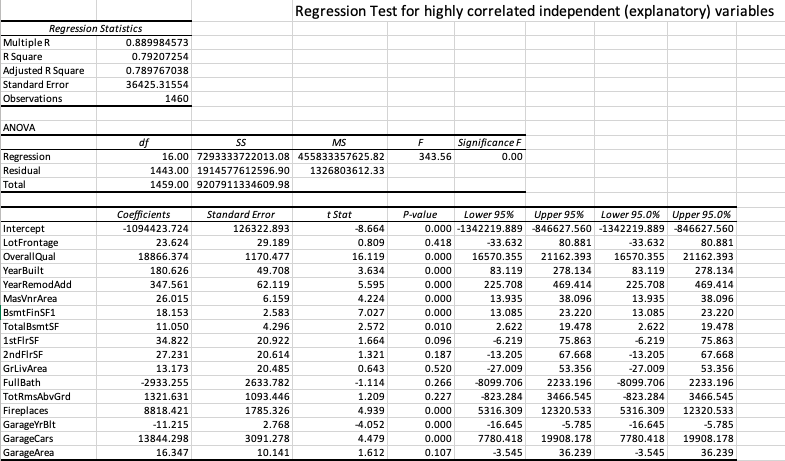 Regression Test for highly correlated independent (explanatory) variables
Regression Statistics
Multiple R 0.889984573
R Square 0.79207254
Adjusted R Square 0.789767038
Standard Error 36425.31554
Observations 1460
ANOVA
df SS MS F Significance F
Regression 16.00 7293333722013.08 455833357625.82 343.56 0.00
Residual 1443.00 1914577612596.90 1326803612.33
Total 1459.00 9207911334609.98
Coefficients Standard Error t Stat P-value Lower 95% Upper 95% Lower 95.0% Upper 95.0%
Intercept -1094423.724 126322.893 -8.664 0.000 -1342219.889 -846627.560 -1342219.889 -846627.560
LotFrontage 23.624 29.189 0.809 0.418 -33.632 80.881 -33.632 80.881
OverallQual 18866.374 1170.477 16.119 0.000 16570.355 21162.393 16570.355 21162.393
YearBuilt 180.626 49.708 3.634 0.000 83.119 278.134 83.119 278.134
YearRemodAdd 347.561 62.119 5.595 0.000 225.708 469.414 225.708 469.414
MasVnrArea 26.015 6.159 4.224 0.000 13.935 38.096 13.935 38.096
BsmtFinSF1 18.153 2.583 7.027 0.000 13.085 23.220 13.085 23.220
TotalBsmtSF 11.050 4.296 2.572 0.010 2.622 19.478 2.622 19.478
1stFlrSF 34.822 20.922 1.664 0.096 -6.219 75.863 -6.219 75.863
2ndFlrSF 27.231 20.614 1.321 0.187 -13.205 67.668 -13.205 67.668
GrLivArea 13.173 20.485 0.643 0.520 -27.009 53.356 -27.009 53.356
FullBath -2933.255 2633.782 -1.114 0.266 -8099.706 2233.196 -8099.706 2233.196
TotRmsAbvGrd 1321.631 1093.446 1.209 0.227 -823.284 3466.545 -823.284 3466.545
Fireplaces 8818.421 1785.326 4.939 0.000 5316.309 12320.533 5316.309 12320.533
GarageYrBlt -11.215 2.768 -4.052 0.000 -16.645 -5.785 -16.645 -5.785
GarageCars 13844.298 3091.278 4.479 0.000 7780.418 19908.178 7780.418 19908.178
GarageArea 16.347 10.141 1.612 0.107 -3.545 36.239 -3.545 36.239